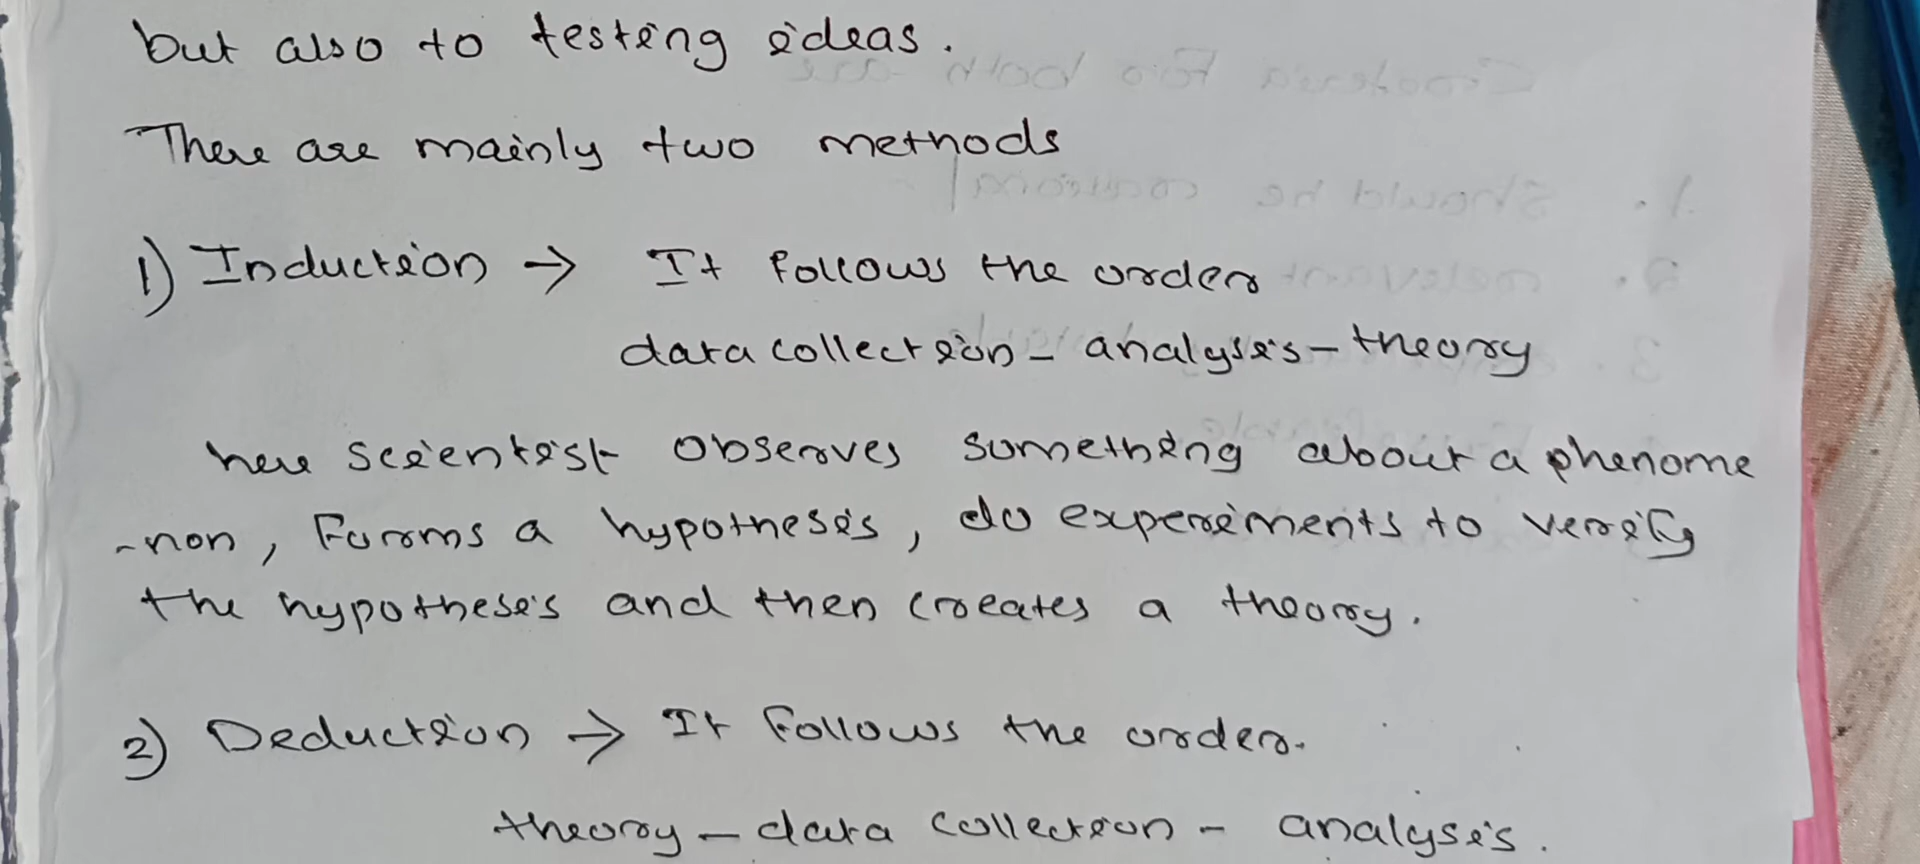 but also to testing ideas.
There are mainly two methods
1) Induction → It follows the order
data collection - analysis - theory
here scientist observes something about a phenome
-non, forms a hypothesis, do experiments to verify
the hypothesis and then creates a theory.
2) Deduction → It follows the order.
theory - data collection - analysis.